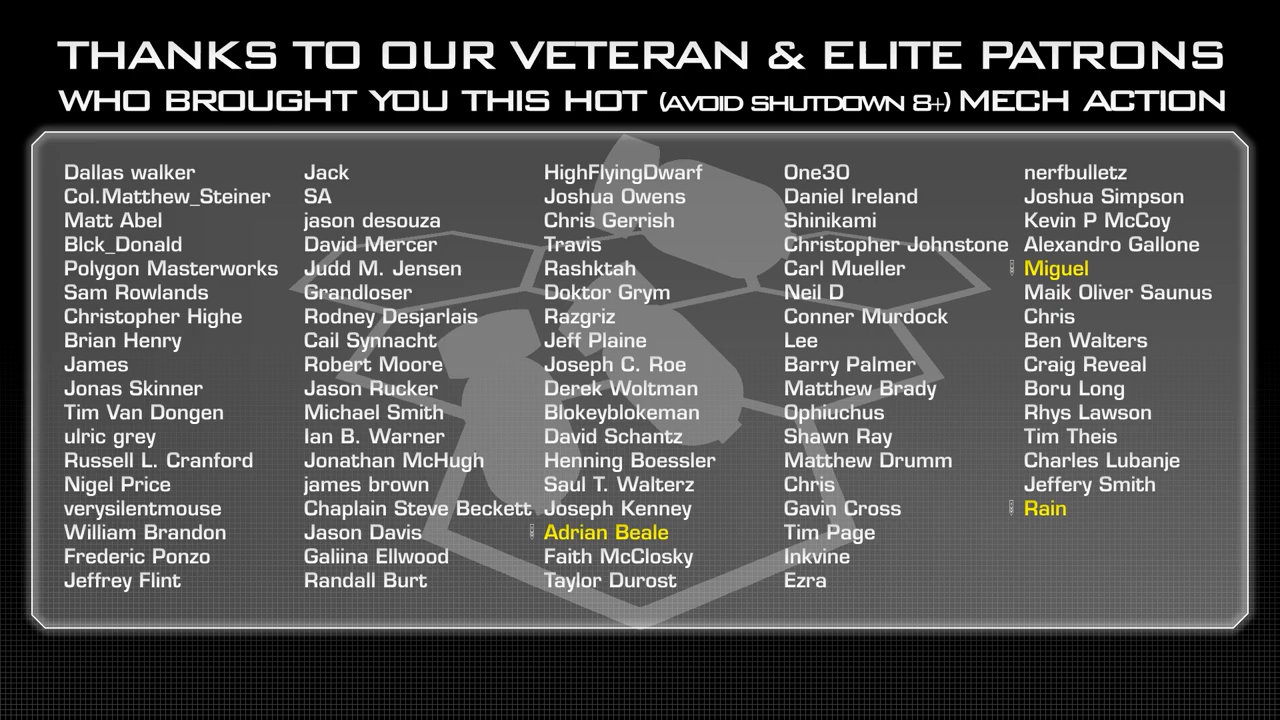 THANKS TO OUR VETERAN & ELITE PATRONS
WHO BROUGHT YOU THIS HOT (AVOID SHUTDOWN 8+) MECH ACTION
Dallas walker
Col.Matthew_Steiner
Matt Abel
Blck_Donald
Polygon Masterworks
Sam Rowlands
Christopher Highe
Brian Henry
James
Jonas Skinner
Tim Van Dongen
ulric grey
Russell L. Cranford
Nigel Price
verysilentmouse
William Brandon
Frederic Ponzo
Jeffrey Flint
Jack
SA
jason desouza
David Mercer
Judd M. Jensen
Grandloser
Rodney Desjarlais
Cail Synnacht
Robert Moore
Jason Rucker
Michael Smith
Ian B. Warner
Jonathan McHugh
james brown
Chaplain Steve Beckett
Jason Davis
Galiina Ellwood
Randall Burt
HighFlyingDwarf
Joshua Owens
Chris Gerrish
Travis
Rashktah
Doktor Grym
Razgriz
Jeff Plaine
Joseph C. Roe
Derek Woltman
Blokeyblokeman
David Schantz
Henning Boessler
Saul T. Walterz
Joseph Kenney
Adrian Beale
Faith McClosky
Taylor Durost
One30
Daniel Ireland
Shinikami
Christopher Johnstone
Carl Mueller
Neil D
Conner Murdock
Lee
Barry Palmer
Matthew Brady
Ophiuchus
Shawn Ray
Matthew Drumm
Chris
Gavin Cross
Tim Page
Inkvine
Ezra
nerfbulletz
Joshua Simpson
Kevin P McCoy
Alexandro Gallone
Miguel
Maik Oliver Saunus
Chris
Ben Walters
Craig Reveal
Boru Long
Rhys Lawson
Tim Theis
Charles Lubanje
Jeffery Smith
Rain